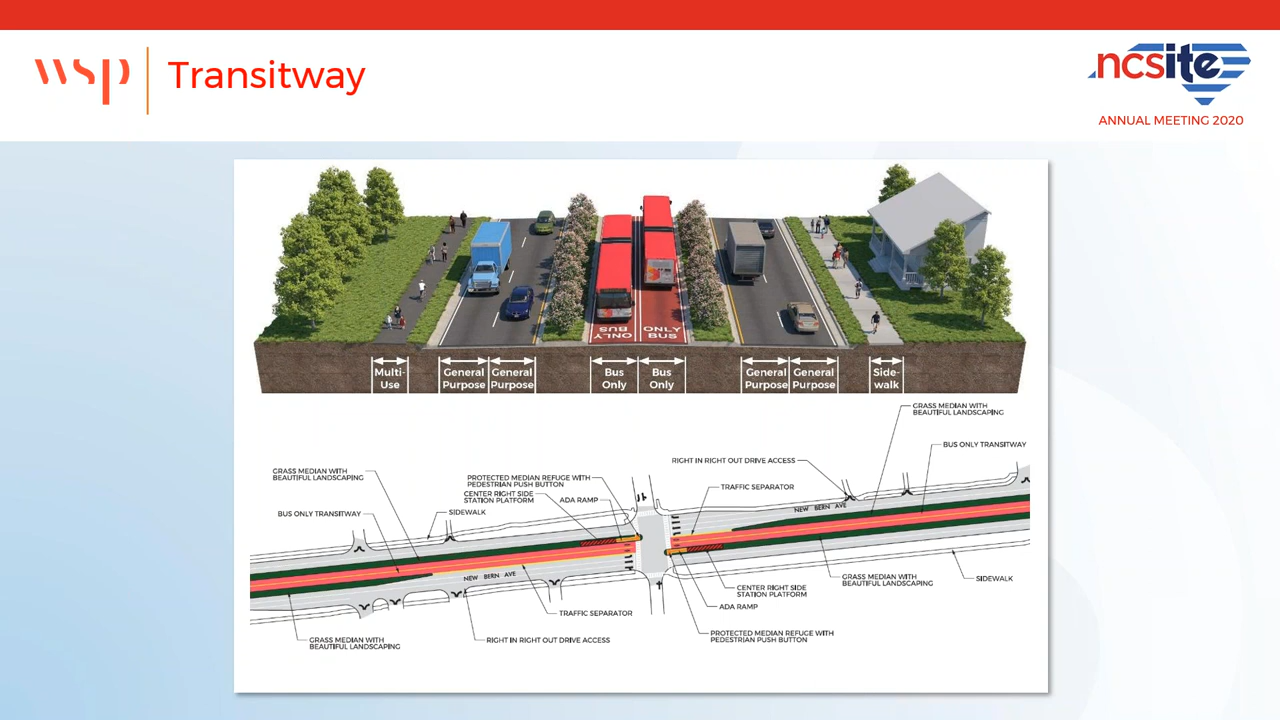 wsp
Transitway
ncsite
ANNUAL MEETING 2020
ONLY
BUS
ONLY
BUS
Multi-
Use
General
Purpose
General
Purpose
Bus
Only
Bus
Only
General
Purpose
General
Purpose
Side-
walk
GRASS MEDIAN WITH
BEAUTIFUL LANDSCAPING
BUS ONLY TRANSITWAY
RIGHT IN RIGHT OUT DRIVE ACCESS
GRASS MEDIAN WITH
BEAUTIFUL LANDSCAPING
PROTECTED MEDIAN REFUGE WITH
PEDESTRIAN PUSH BUTTON
TRAFFIC SEPARATOR
CENTER RIGHT SIDE
STATION PLATFORM
ADA RAMP
BUS ONLY TRANSITWAY
SIDEWALK
NEW BERN AVE
NEW BERN AVE
GRASS MEDIAN WITH
BEAUTIFUL LANDSCAPING
SIDEWALK
CENTER RIGHT SIDE
STATION PLATFORM
ADA RAMP
TRAFFIC SEPARATOR
PROTECTED MEDIAN REFUGE WITH
PEDESTRIAN PUSH BUTTON
GRASS MEDIAN WITH
BEAUTIFUL LANDSCAPING
RIGHT IN RIGHT OUT DRIVE ACCESS